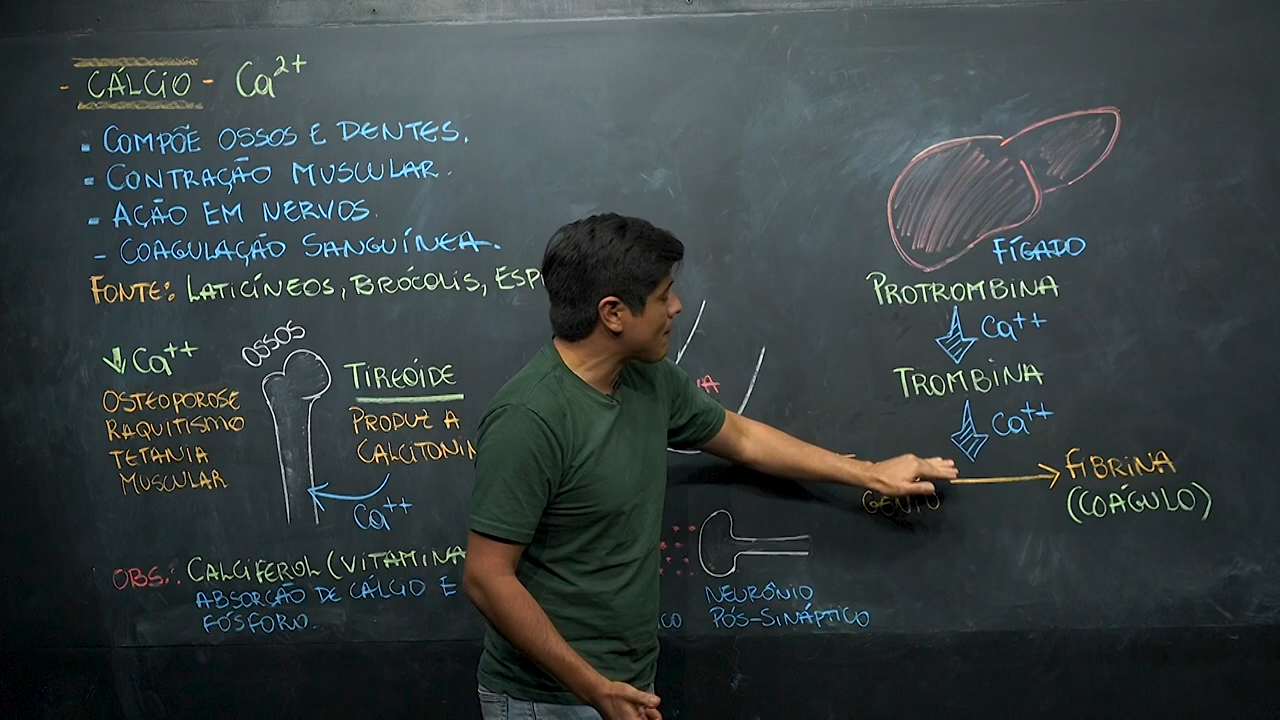 - CÁLCIO - Ca2+
- COMPÕE OSSOS E DENTES.
- CONTRAÇÃO MUSCULAR.
- AÇÃO EM NERVOS.
- COAGULAÇÃO SANGUÍNEA.
FONTE: LATICÍNEOS, BRÓCOLIS,
↓ Ca++
OSTEOPOROSE
RAQUITISMO
TETANIA
MUSCULAR
OSSOS
TIREÓIDE
PRODUZ A
Ca++
OBS.: CALCIFEROL (VITAMINA
ABSORÇÃO DE CÁLCIO E
FÓSFORO.
NEURÔNIO
PÓS-SINÁPTICO
FÍGADO
PROTROMBINA
Ca++
TROMBINA
Ca++
FIBRINA
(COÁGULO)